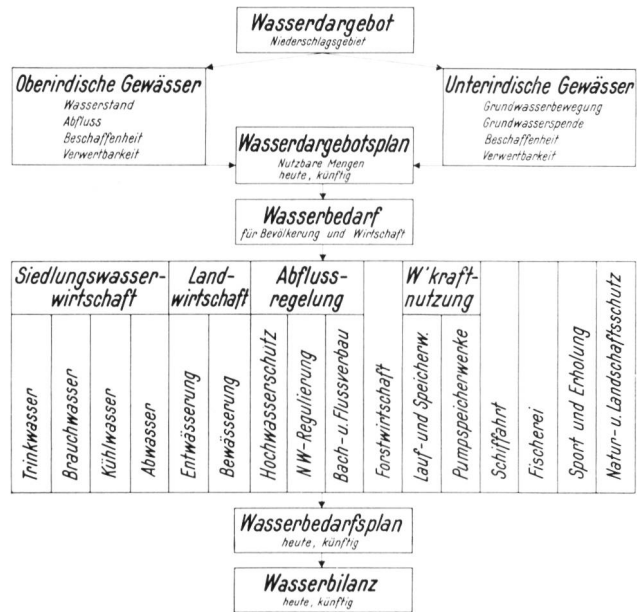 Wasserdargebot
Niederschlagsgebiet
Oberirdische Gewässer
Wasserstand
Abfluss
Beschaffenheit
Verwertbarkeit
Unterirdische Gewässer
Grundwasserbewegung
Grundwasserspende
Beschaffenheit
Verwertbarkeit
Wasserdargebotsplan
Nutzbare Mengen
heute, künftig
Wasserbedarf
für Bevölkerung und Wirtschaft
Siedlungswasser-
wirtschaft
Land-
wirtschaft
Abfluss-
regelung
W'kraft-
nutzung
Trinkwasser
Brauchwasser
Kühlwasser
Abwasser
Entwässerung
Bewässerung
Hochwasserschutz
NW-Regulierung
Bach- u. Flussverbau
Forstwirtschaft
Lauf- und Speicherw.
Pumpspeicherwerke
Schiffahrt
Fischerei
Sport und Erholung
Natur- u. Landschaftsschutz
Wasserbedarfsplan
heute, künftig
Wasserbilanz
heute, künftig